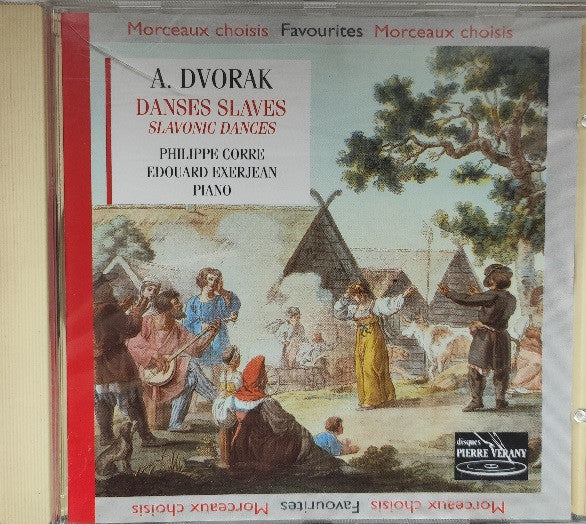 Morceaux choisis Favourites Morceaux choisis
A. DVORAK
DANSES SLAVES
SLAVONIC DANCES
PHILIPPE CORRE
EDOUARD EXERJEAN
PIANO
disques
PIERRE VERANY
Morceaux choisis Favourites Morceaux choisis